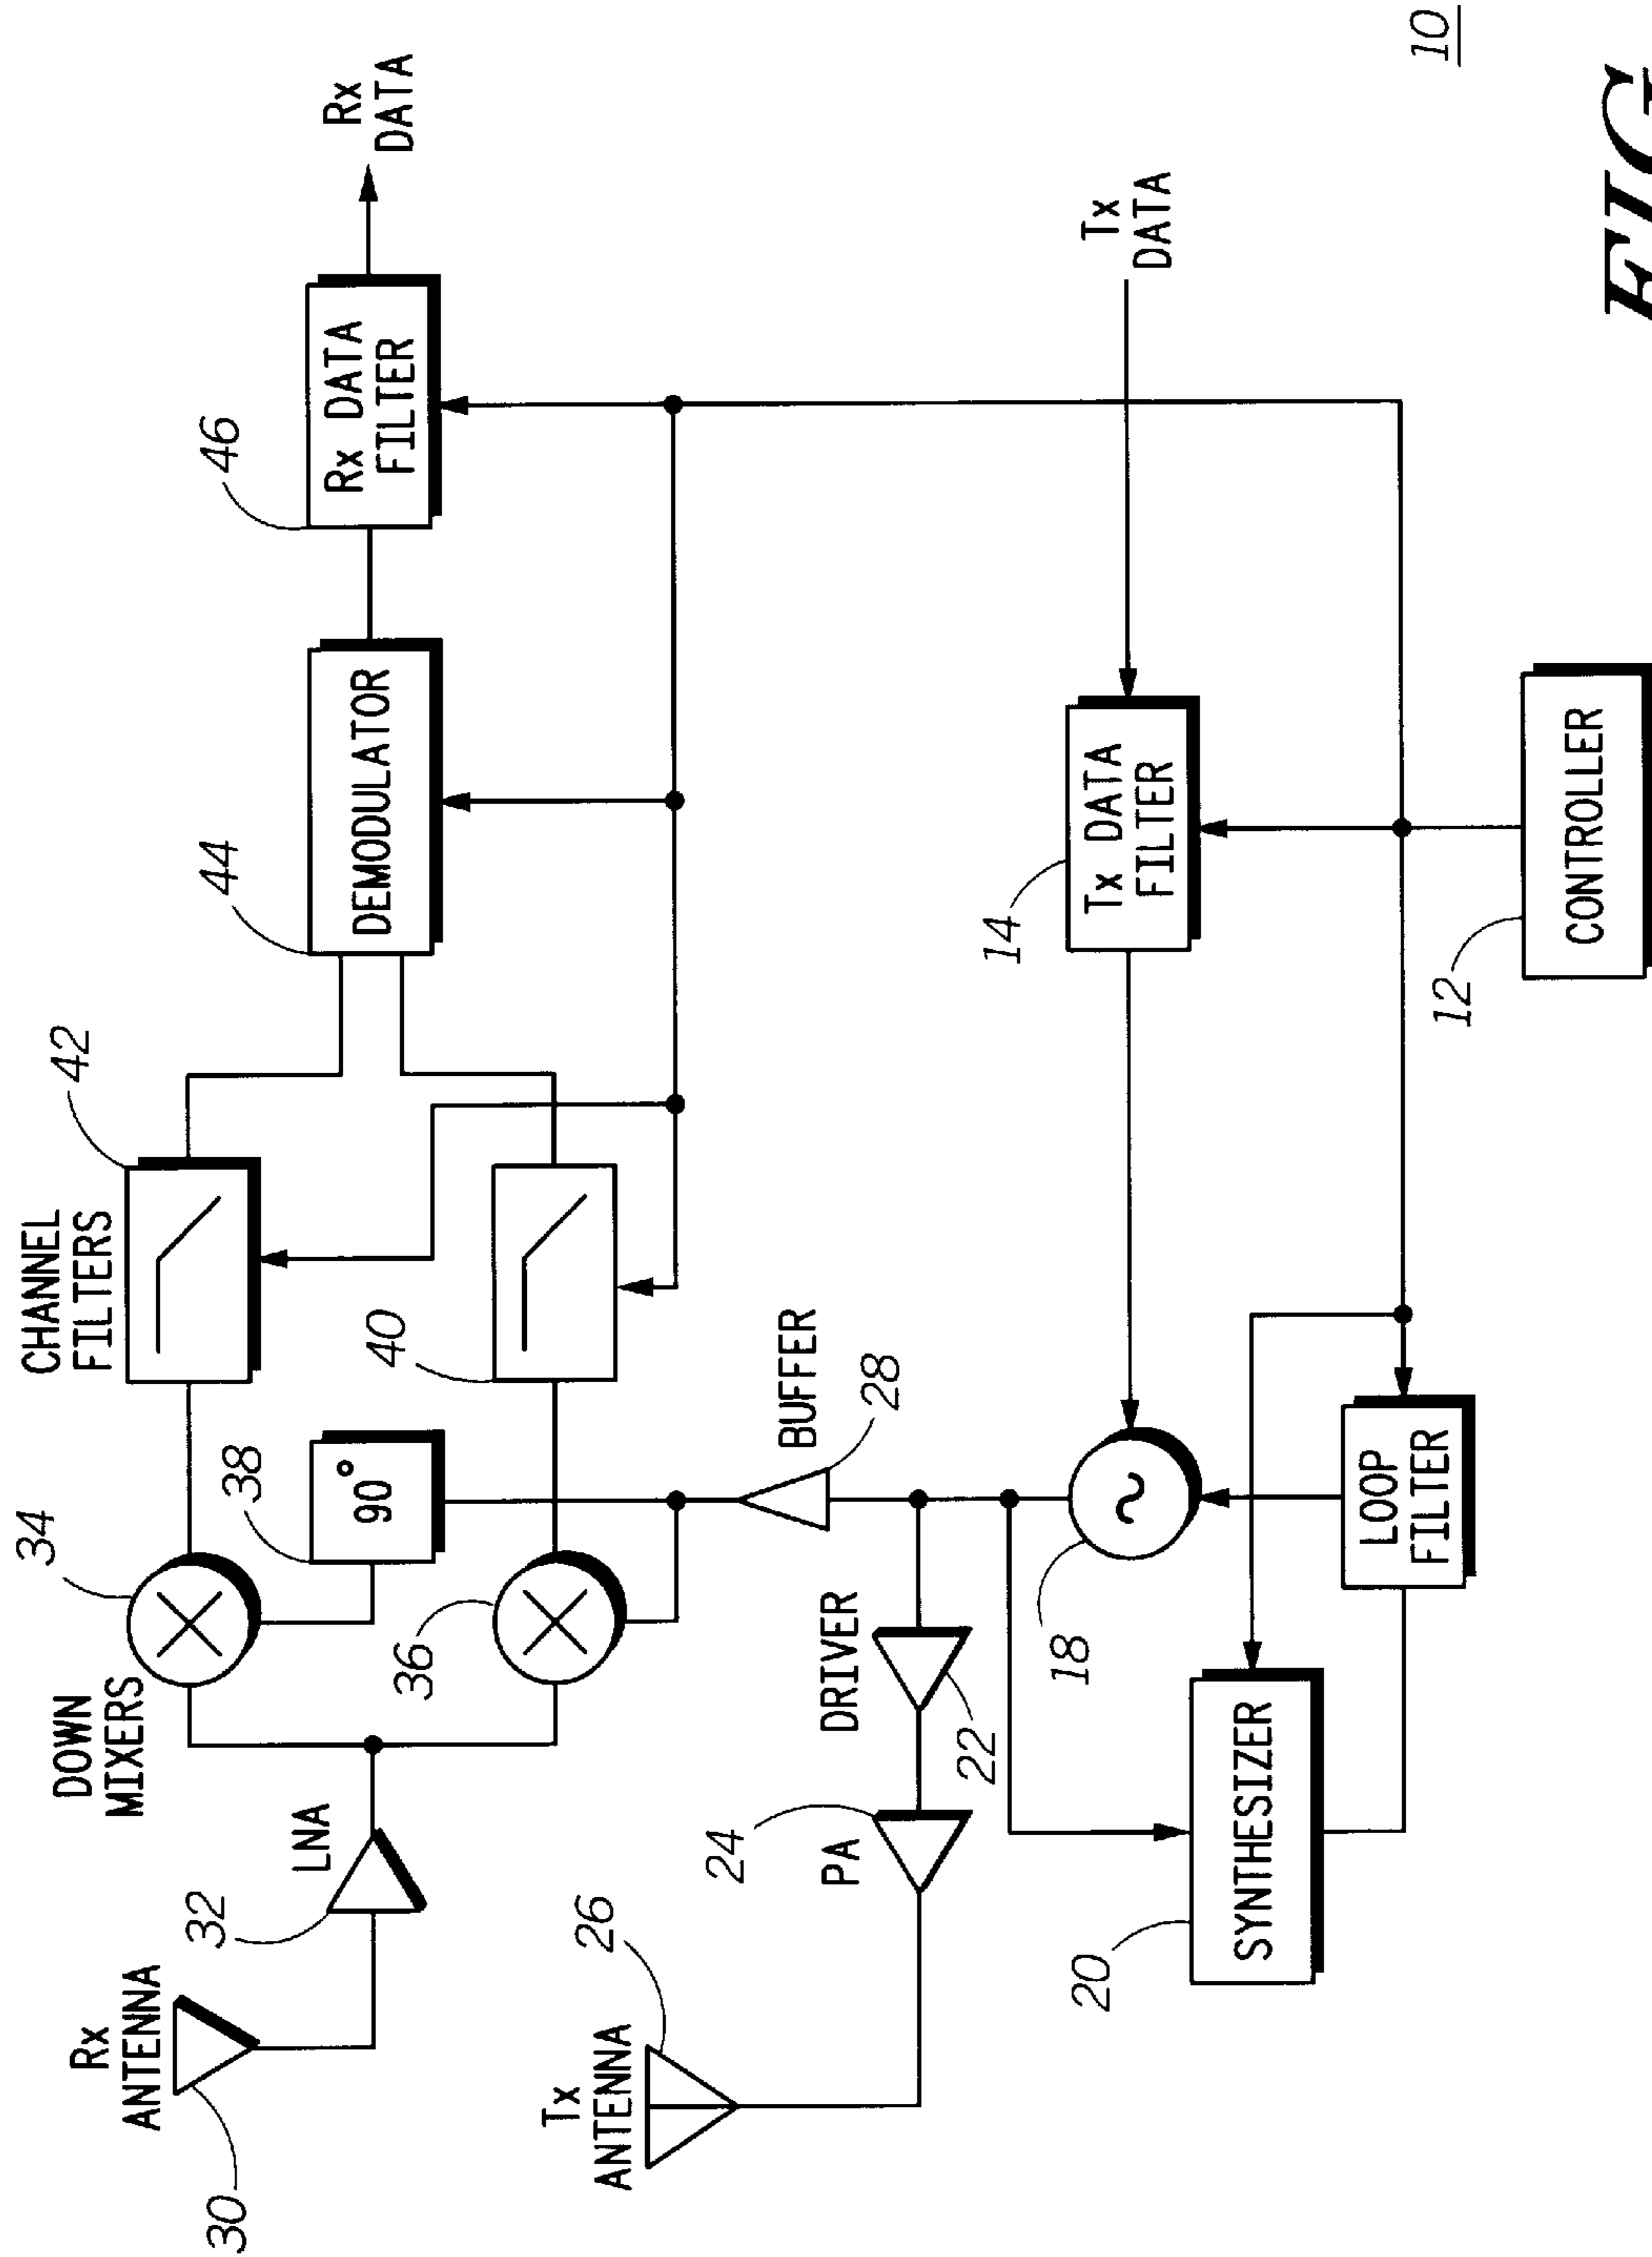 Rx
ANTENNA
30
32
LNA
DOWN
MIXERS
34
36
38
90°
CHANNEL
FILTERS
42
40
44
DEMODULATOR
46
Rx DATA
FILTER
Rx
DATA
Tx
ANTENNA
26
24
PA
DRIVER
22
BUFFER
28
18
14
Tx DATA
FILTER
Tx
DATA
20
SYNTHESIZER
LOOP
FILTER
12
CONTROLLER
10
FIG